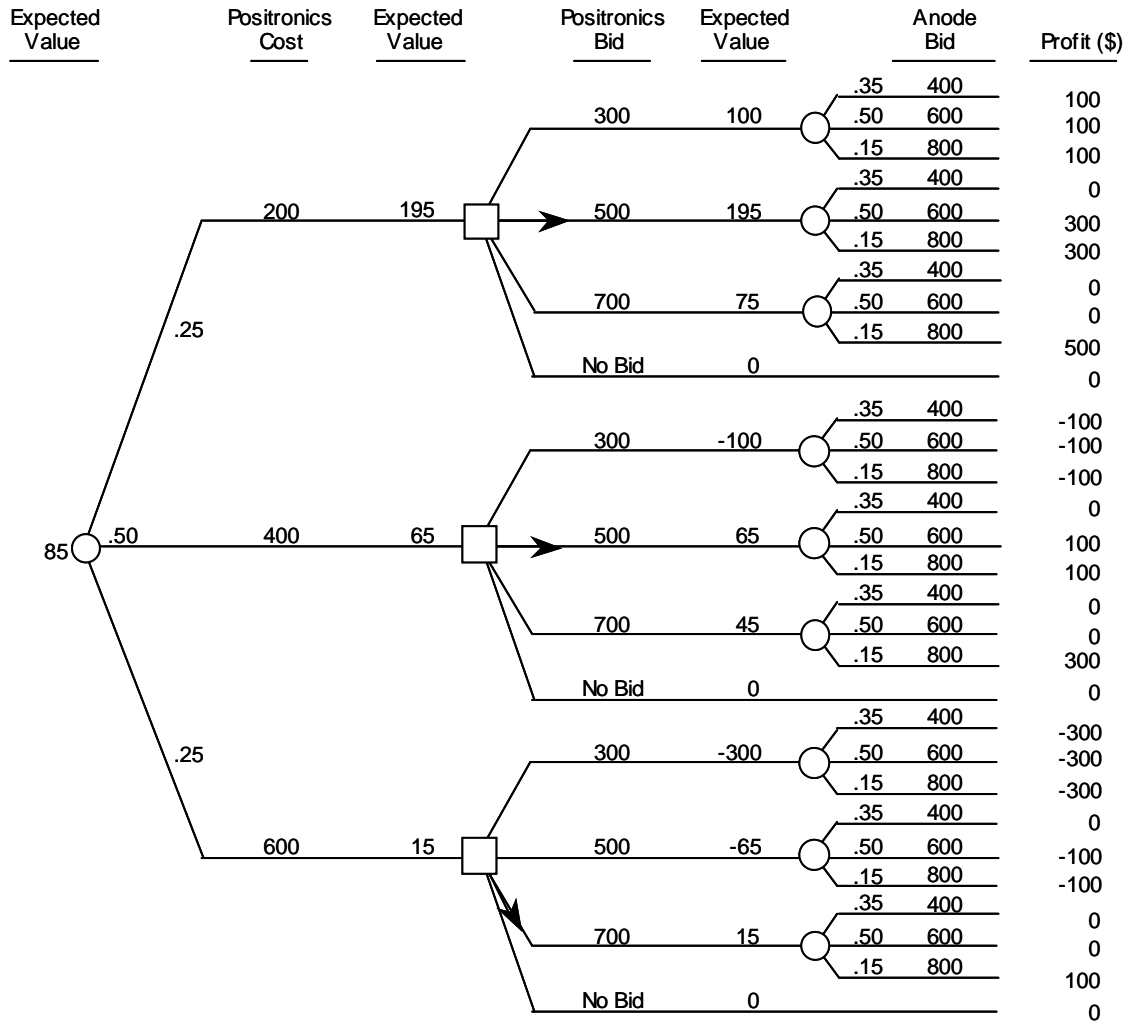 Expected Positronics Expected Positronics Expected Anode
Value Cost Value Bid Value Bid Profit ($)
.35 400 100
300 100 .50 600 100
.15 800 100
.35 400 0
200 195 500 195 .50 600 300
.15 800 300
.35 400 0
.25 700 75 .50 600 0
.15 800 500
No Bid 0 0
.35 400 -100
300 -100 .50 600 -100
.15 800 -100
.35 400 0
85 .50 400 65 500 65 .50 600 100
.15 800 100
.35 400 0
700 45 .50 600 0
.15 800 300
No Bid 0 0
.35 400 -300
.25 300 -300 .50 600 -300
.15 800 -300
.35 400 0
600 15 500 -65 .50 600 -100
.15 800 -100
.35 400 0
700 15 .50 600 0
.15 800 100
No Bid 0 0